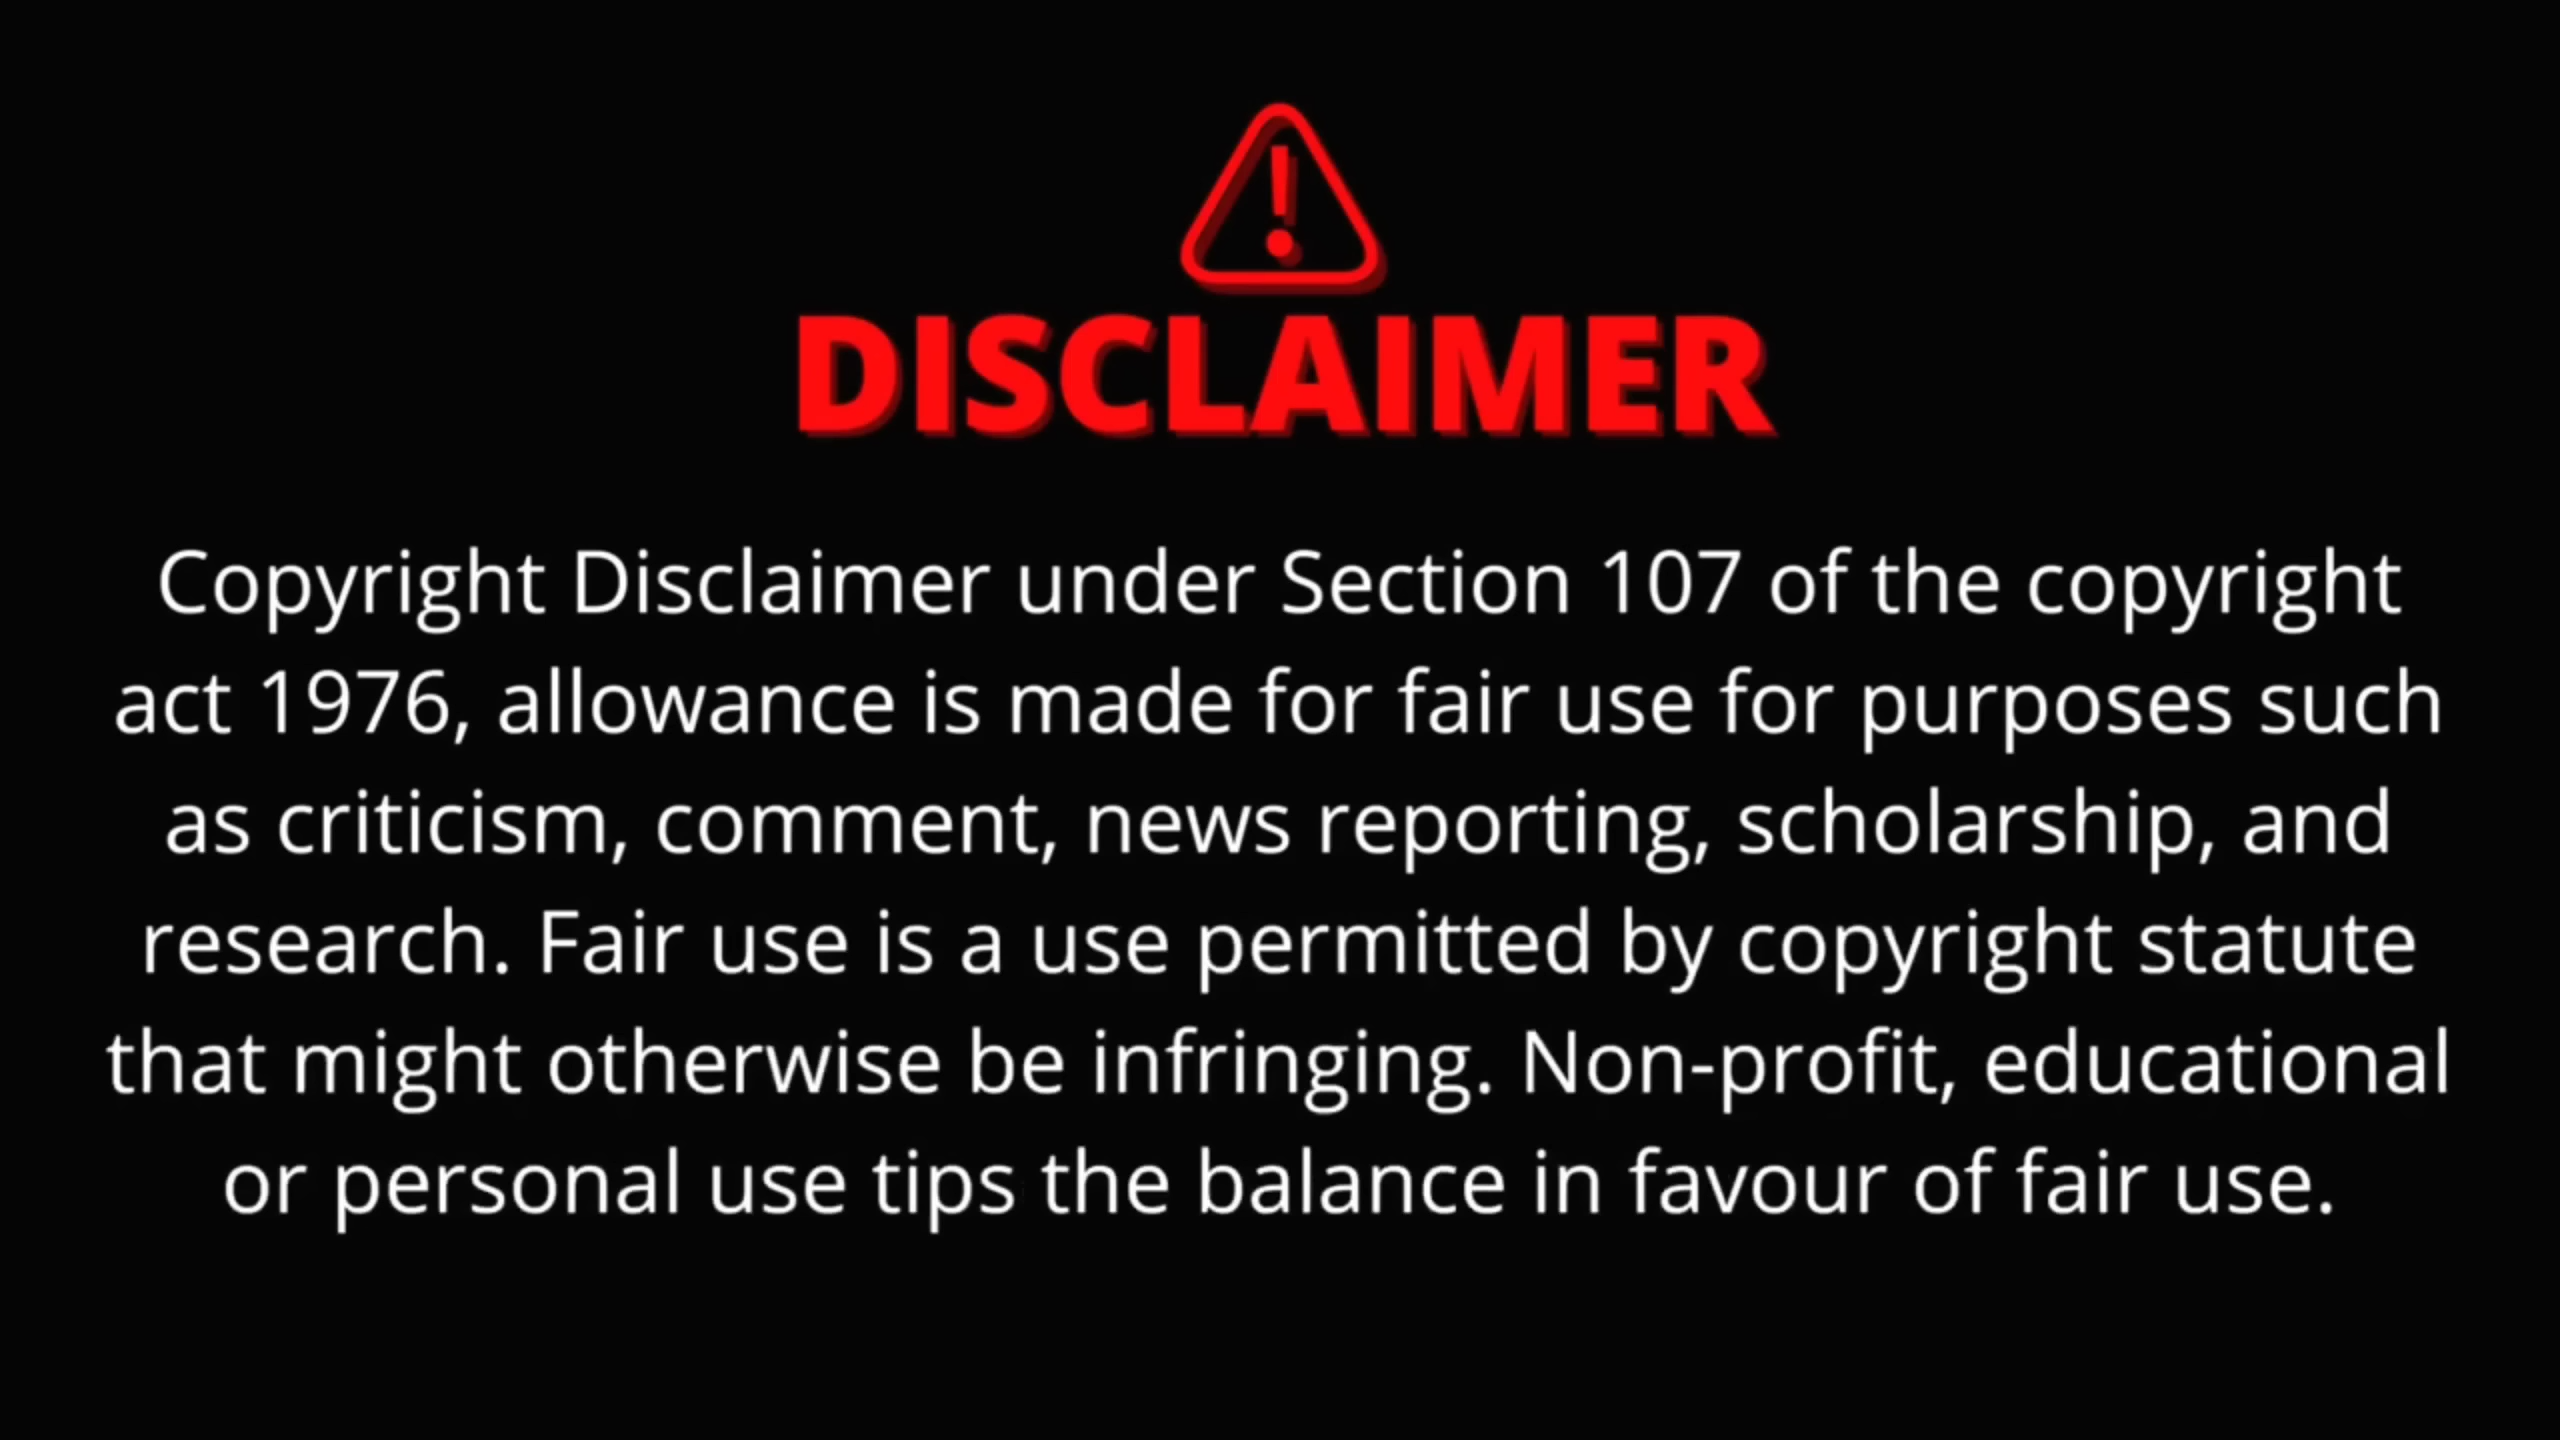 DISCLAIMER
Copyright Disclaimer under Section 107 of the copyright
act 1976, allowance is made for fair use for purposes such
as criticism, comment, news reporting, scholarship, and
research. Fair use is a use permitted by copyright statute
that might otherwise be infringing. Non-profit, educational
or personal use tips the balance in favour of fair use.